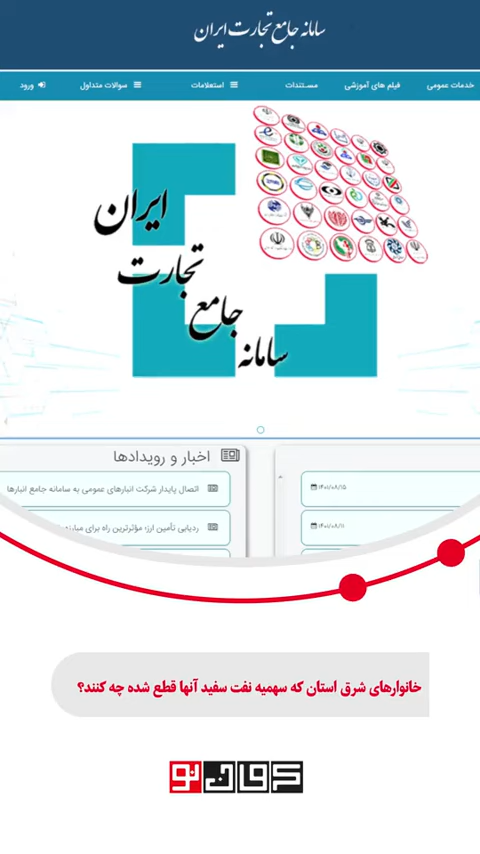 سامانه جامع تجارت ایران
خدمات عمومی
فیلم های آموزشی
مستندات
استعلامات
سوالات متداول
ورود
ایران
تجارت
جامع
سامانه
اخبار و رویدادها
اتصال پایدار شرکت انبارهای عمومی به سامانه جامع انبارها
۱۴۰۱/۰۸/۱۵
ردیابی تأمین ارز؛ مؤثرترین راه برای
۱۴۰۱/۰۸/۱۱
خانوارهای شرق استان که سهمیه نفت سفید آنها قطع شده چه کنند؟
کرمان نو